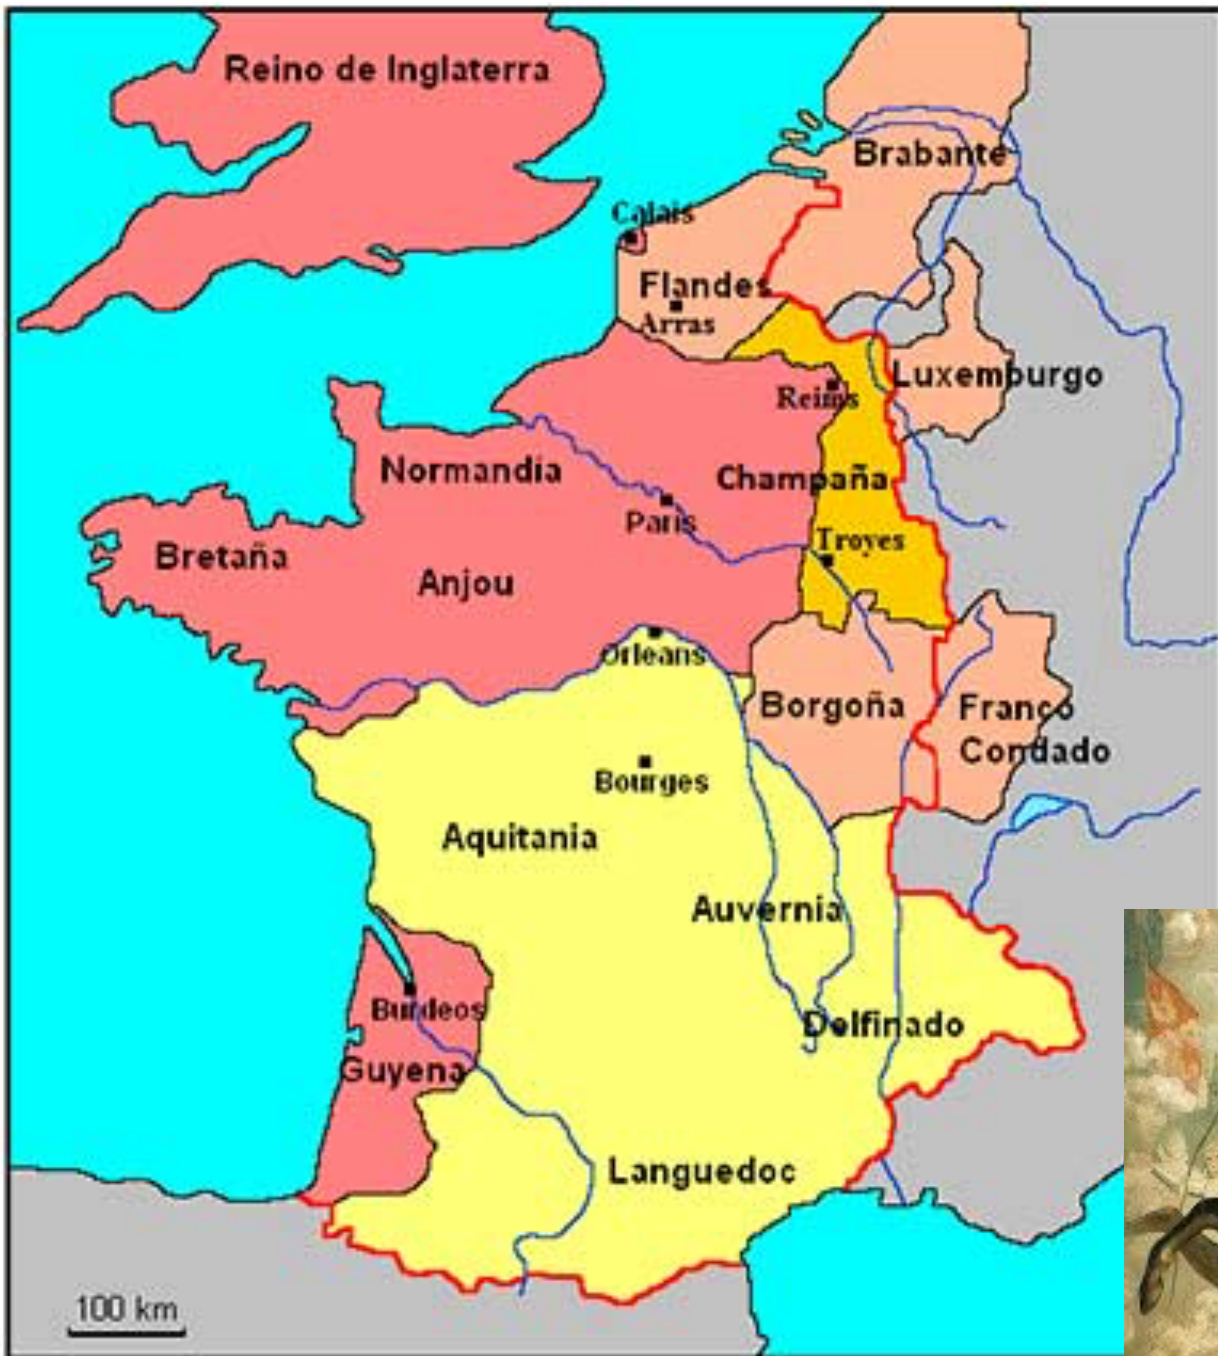 Reino de Inglaterra
Brabante
Calais
Flandes
Arras
Luxemburgo
Reims
Normandia
Champaña
Paris
Troyes
Bretaña
Anjou
Orleans
Borgoña
Franco
Condado
Bourges
Aquitania
Auvernia
Burdeos
Delfinado
Guyena
Languedoc
100 km